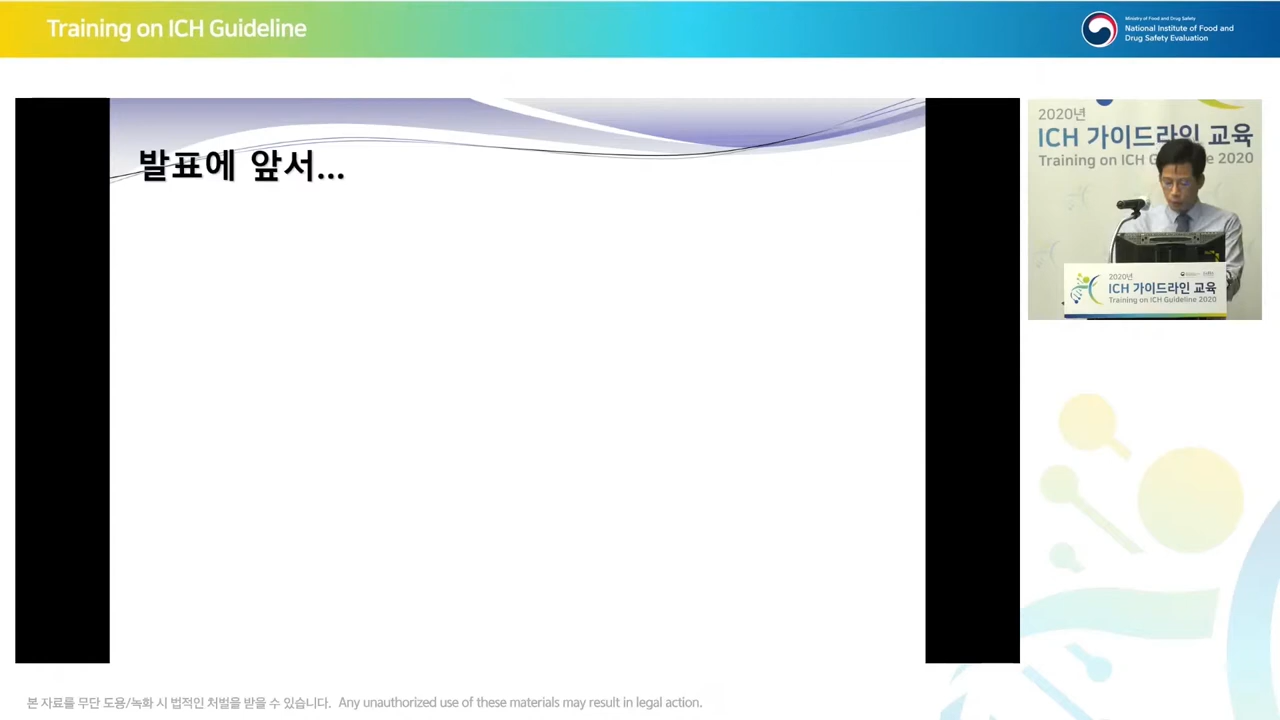 Training on ICH Guideline
Ministry of Food and Drug Safety
National Institute of Food and
Drug Safety Evaluation
발표에 앞서...
2020년
ICH 가이드라인 교육
Training on ICH G e 2020
2020년
ICH 가이드라인 교육
Training on ICH Guideline 2020
본 자료를 무단 도용/녹화 시 법적인 처벌을 받을 수 있습니다. Any unauthorized use of these materials may result in legal action.